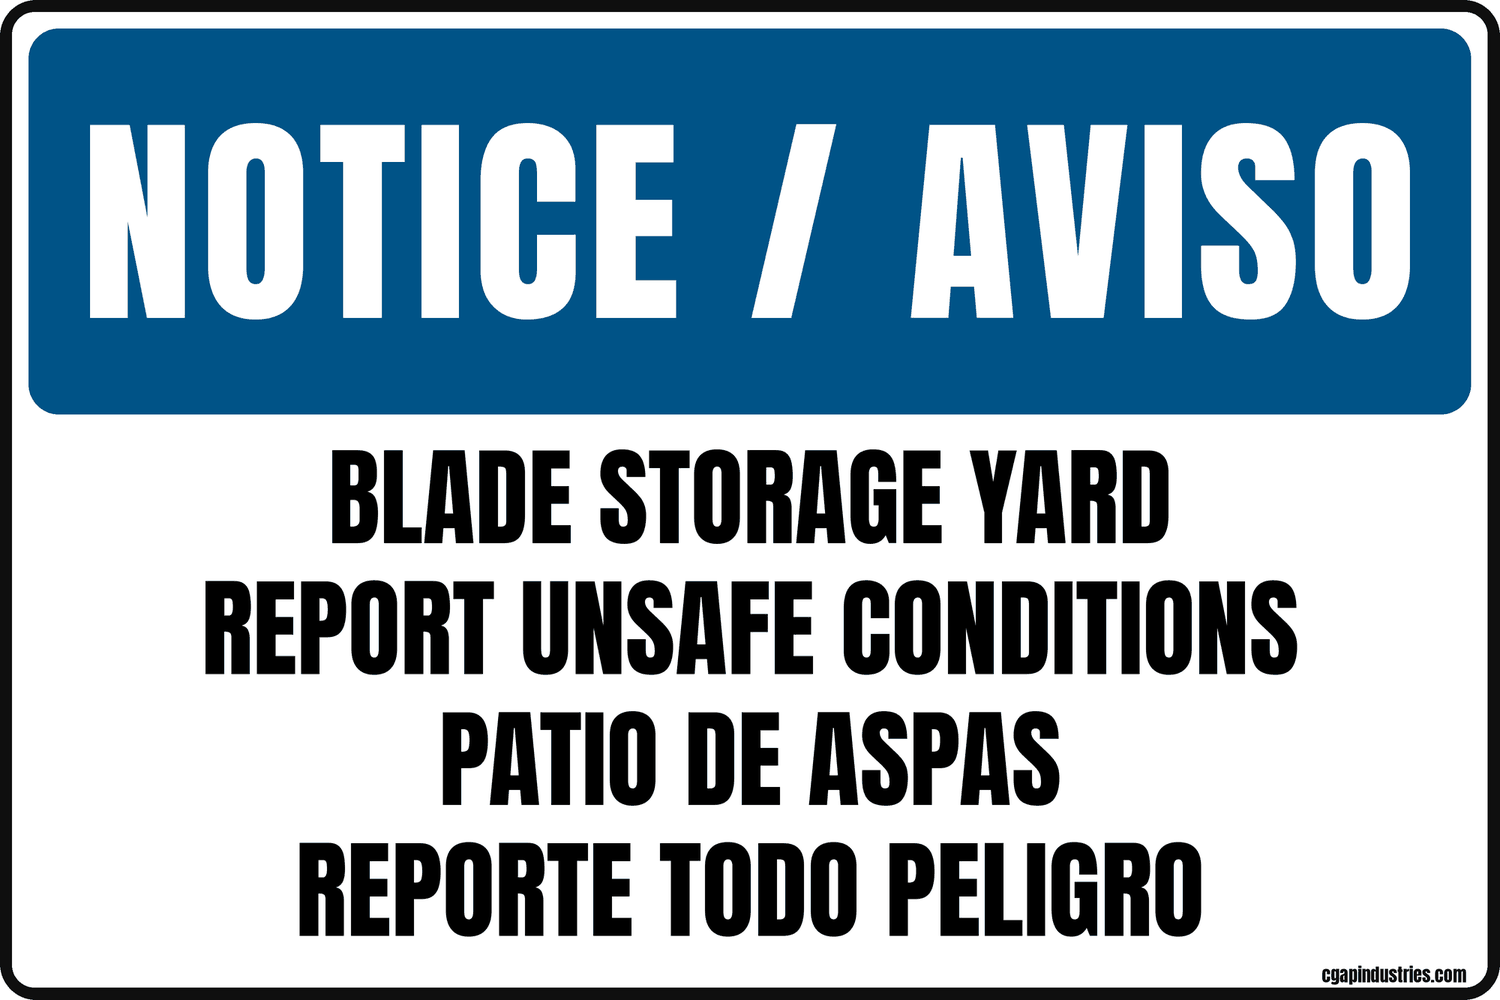 NOTICE / AVISO
BLADE STORAGE YARD
REPORT UNSAFE CONDITIONS
PATIO DE ASPAS
REPORTE TODO PELIGRO
cgapindustries.com